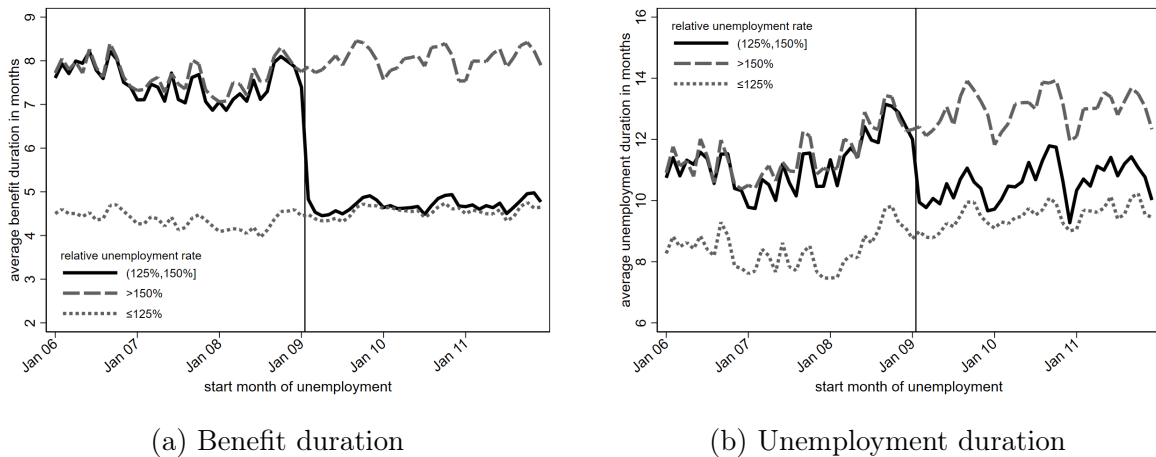 average benefit duration in months
9
8
7
6
5
4
3
2
relative unemployment rate
(125%,150%]
>150%
≤125%
Jan 06
Jan 07
Jan 08
Jan 09
Jan 10
Jan 11
start month of unemployment
(a) Benefit duration
average unemployment duration in months
16
14
12
10
8
6
relative unemployment rate
(125%,150%]
>150%
≤125%
Jan 06
Jan 07
Jan 08
Jan 09
Jan 10
Jan 11
start month of unemployment
(b) Unemployment duration